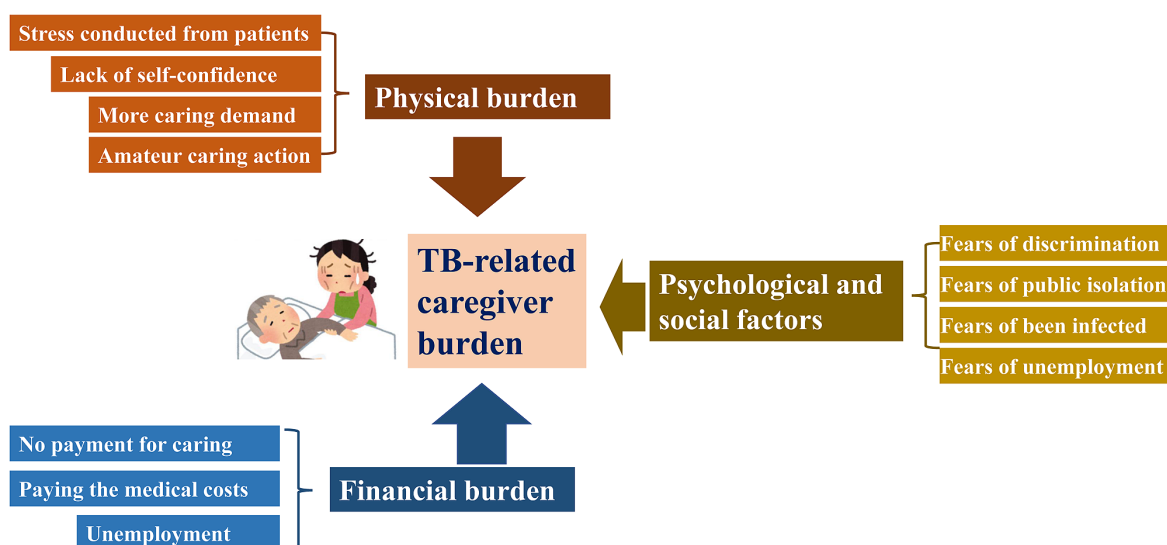 Stress conducted from patients
Lack of self-confidence
More caring demand
Amateur caring action
Physical burden
TB-related
caregiver
burden
Psychological and
social factors
Fears of discrimination
Fears of public isolation
Fears of been infected
Fears of unemployment
No payment for caring
Paying the medical costs
Unemployment
Financial burden